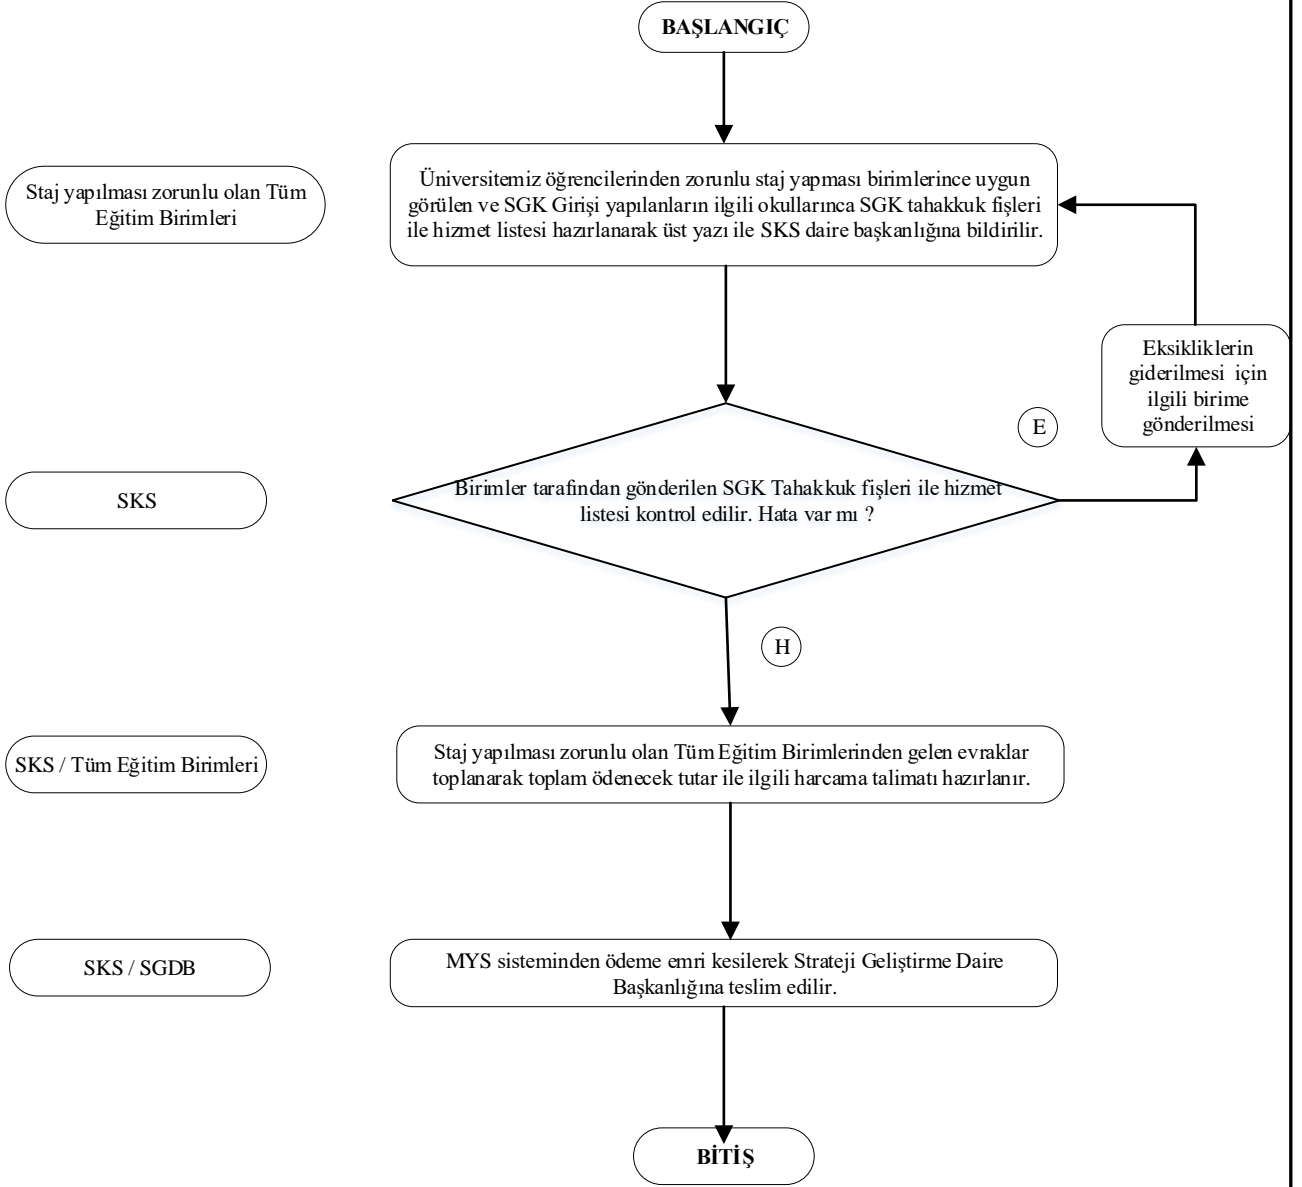 BAŞLANGIÇ
Staj yapılması zorunlu olan Tüm
Eğitim Birimleri
Üniversitemiz öğrencilerinden zorunlu staj yapması birimlerince uygun
görülen ve SGK Girişi yapılanların ilgili okullarınca SGK tahakkuk fişleri
ile hizmet listesi hazırlanarak üst yazı ile SKS daire başkanlığına bildirilir.
Eksikliklerin
giderilmesi için
ilgili birime
gönderilmesi
E
SKS
Birimler tarafından gönderilen SGK Tahakkuk fişleri ile hizmet
listesi kontrol edilir. Hata var mı ?
H
SKS / Tüm Eğitim Birimleri
Staj yapılması zorunlu olan Tüm Eğitim Birimlerinden gelen evraklar
toplanarak toplam ödenecek tutar ile ilgili harcama talimatı hazırlanır.
SKS / SGDB
MYS sisteminden ödeme emri kesilerek Strateji Geliştirme Daire
Başkanlığına teslim edilir.
BİTİŞ